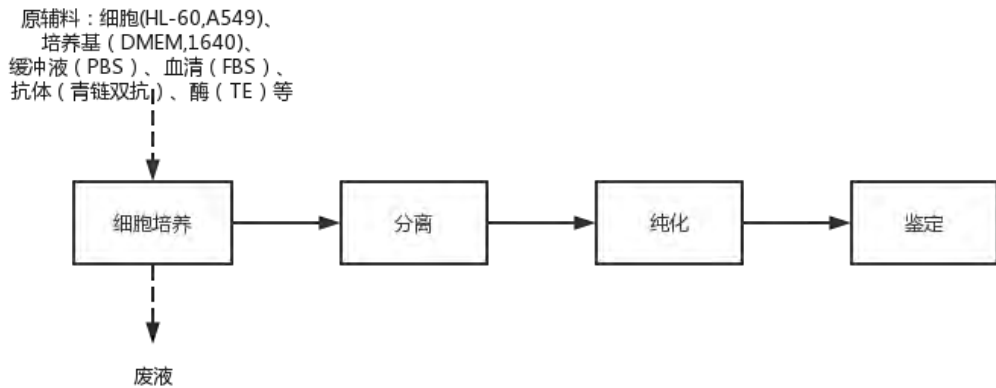 原辅料：细胞(HL-60,A549)、
培养基（DMEM,1640)、
缓冲液（PBS）、血清（FBS）、
抗体（青链双抗）、酶（TE）等
细胞培养
分离
纯化
鉴定
废液